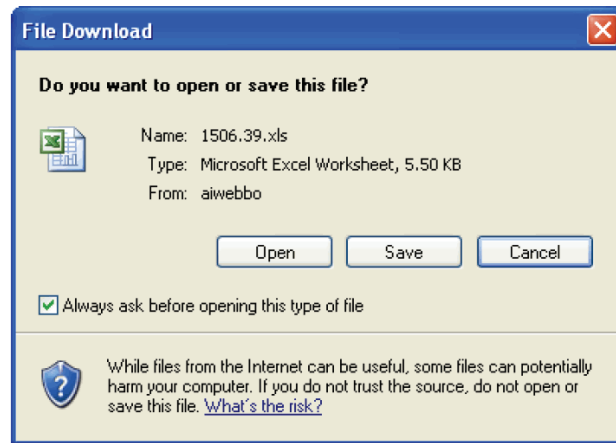 File Download
Do you want to open or save this file?
Name: 1506.39.xls
Type: Microsoft Excel Worksheet, 5.50 KB
From: aiwebbo
Open Save Cancel
Always ask before opening this type of file
While files from the Internet can be useful, some files can potentially
harm your computer. If you do not trust the source, do not open or
save this file. What's the risk?